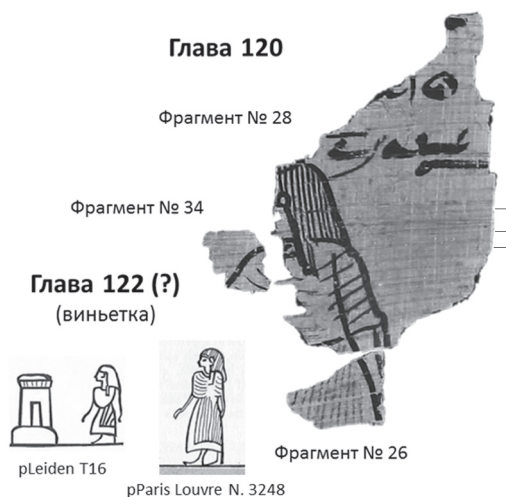 Глава 120
Фрагмент № 28
Фрагмент № 34
Глава 122 (?)
(виньетка)
pLeiden T16
Фрагмент № 26
pParis Louvre N. 3248